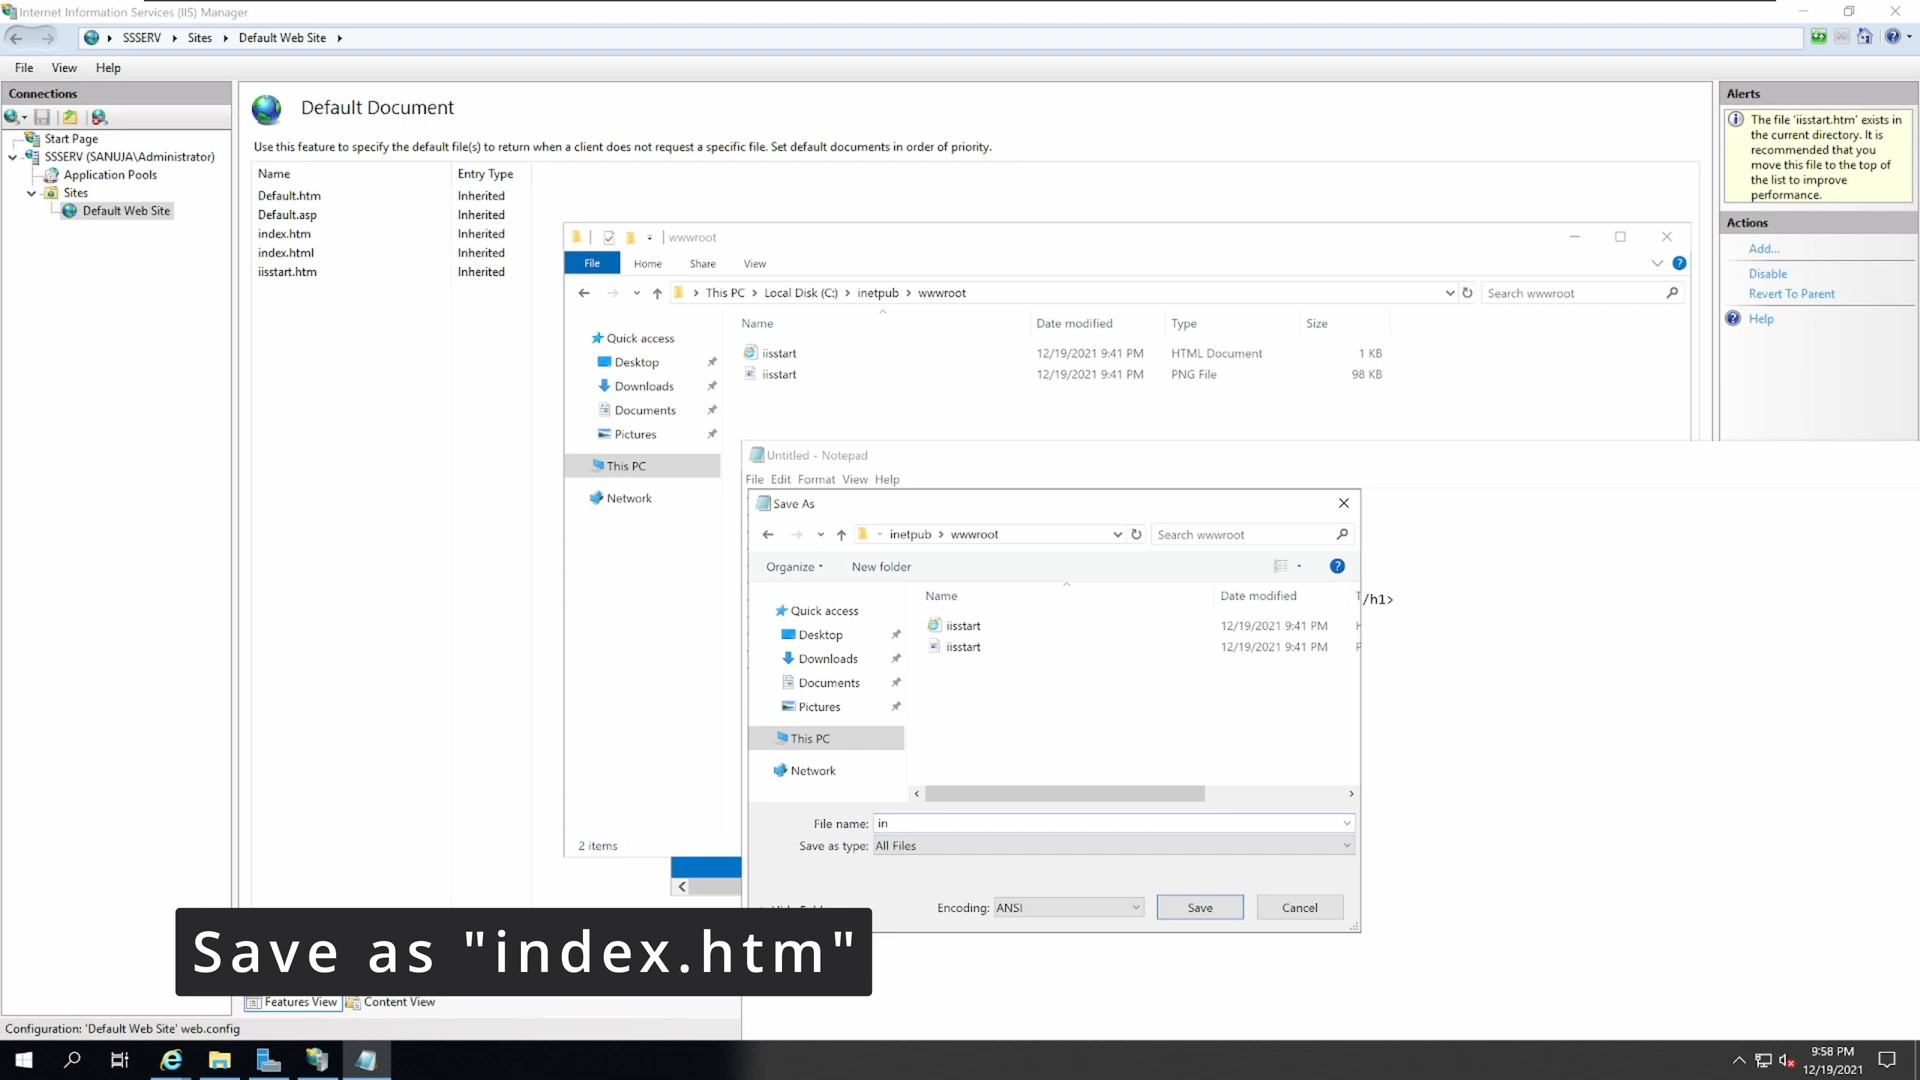 Internet Information Services (IIS) Manager
SSSERV
Sites
Default Web Site
File View Help
Connections
Start Page
SSSERV (SANUJA\Administrator)
Application Pools
Sites
Default Web Site
Default Document
Use this feature to specify the default file(s) to return when a client does not request a specific file. Set default documents in order of priority.
Name Entry Type
Default.htm Inherited
Default.asp Inherited
index.htm Inherited
index.html Inherited
iisstart.htm Inherited
Alerts
The file 'iisstart.htm' exists in
the current directory. It is
recommended that you
move this file to the top of
the list to improve
performance.
Actions
Add...
Disable
Revert To Parent
Help
wwwroot
File Home Share View
This PC > Local Disk (C:) > inetpub > wwwroot
Search wwwroot
Name Date modified Type Size
iisstart 12/19/2021 9:41 PM HTML Document 1 KB
iisstart 12/19/2021 9:41 PM PNG File 98 KB
Quick access
Desktop
Downloads
Documents
Pictures
This PC
Network
2 items
Untitled - Notepad
File Edit Format View Help
/h1>
Save As
inetpub > wwwroot
Search wwwroot
Organize
New folder
Name Date modified
iisstart 12/19/2021 9:41 PM
iisstart 12/19/2021 9:41 PM
Quick access
Desktop
Downloads
Documents
Pictures
This PC
Network
File name: in
Save as type: All Files
Encoding: ANSI
Save
Cancel
Save as "index.htm"
Features View
Content View
Configuration: 'Default Web Site' web.config
9:58 PM
12/19/2021